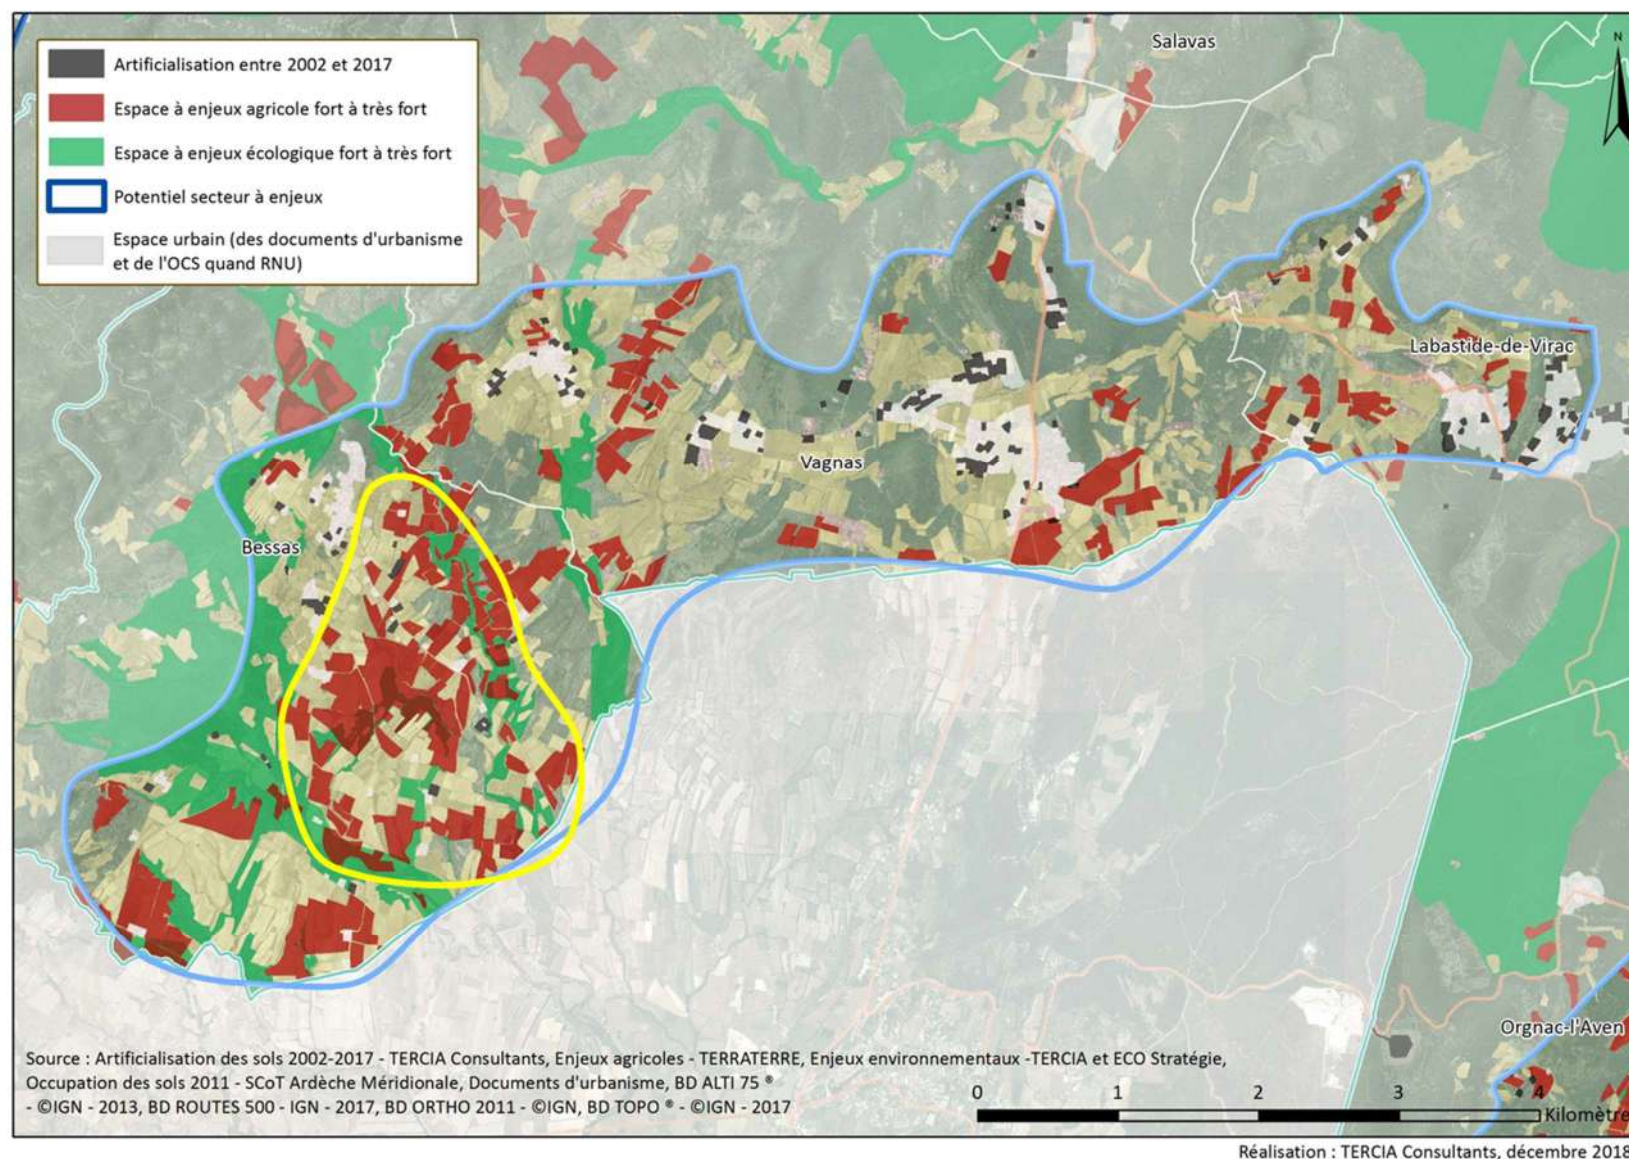 Artificialisation entre 2002 et 2017
Espace à enjeux agricole fort à très fort
Espace à enjeux écologique fort à très fort
Potentiel secteur à enjeux
Espace urbain (des documents d'urbanisme
et de l'OCS quand RNU)
Salavas
N
Labastide-de-Virac
Vagnas
Bessas
Orgnac-l'Aven
Source : Artificialisation des sols 2002-2017 - TERCIA Consultants, Enjeux agricoles - TERRATERRE, Enjeux environnementaux -TERCIA et ECO Stratégie,
Occupation des sols 2011 - SCoT Ardèche Méridionale, Documents d'urbanisme, BD ALTI 75 ®
- ©IGN - 2013, BD ROUTES 500 - IGN - 2017, BD ORTHO 2011 - ©IGN, BD TOPO ® - ©IGN - 2017
0 1 2 3 4
Kilomètre
Réalisation : TERCIA Consultants, décembre 2018